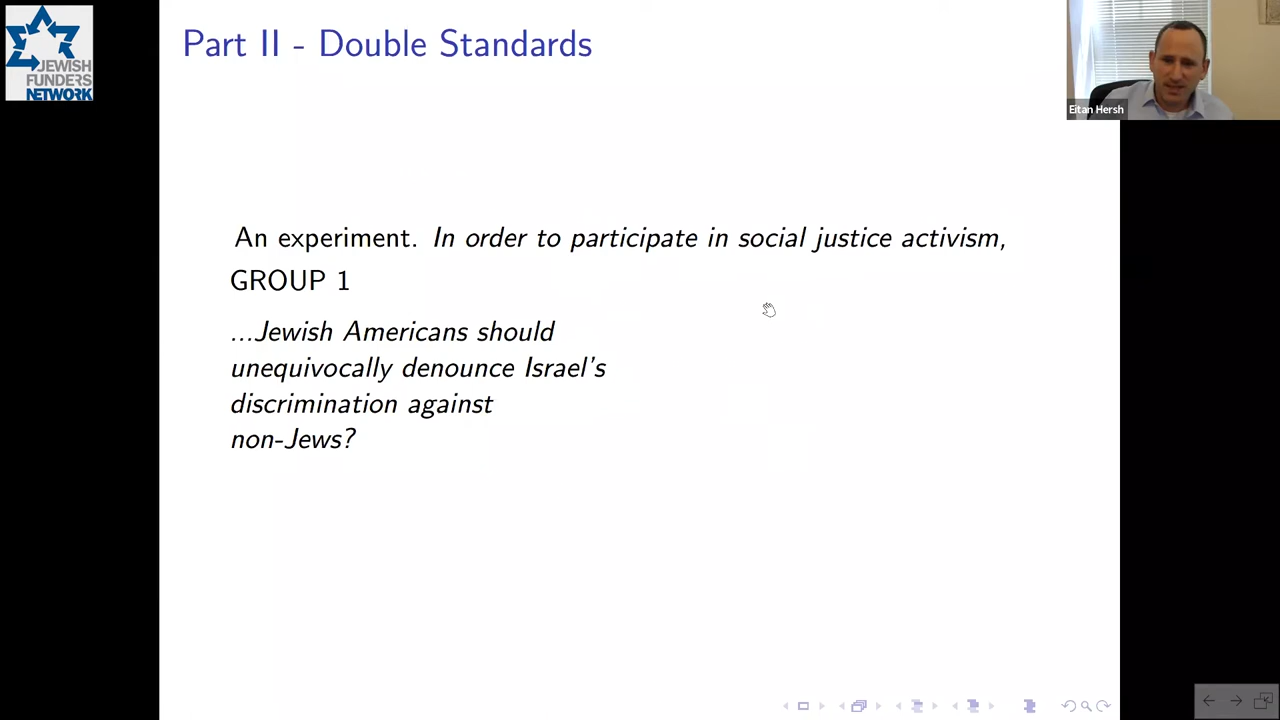 Part II - Double Standards
JEWISH
FUNDERS
NETWORK
Eitan Hersh
An experiment. In order to participate in social justice activism,
GROUP 1
...Jewish Americans should
unequivocally denounce Israel's
discrimination against
non-Jews?